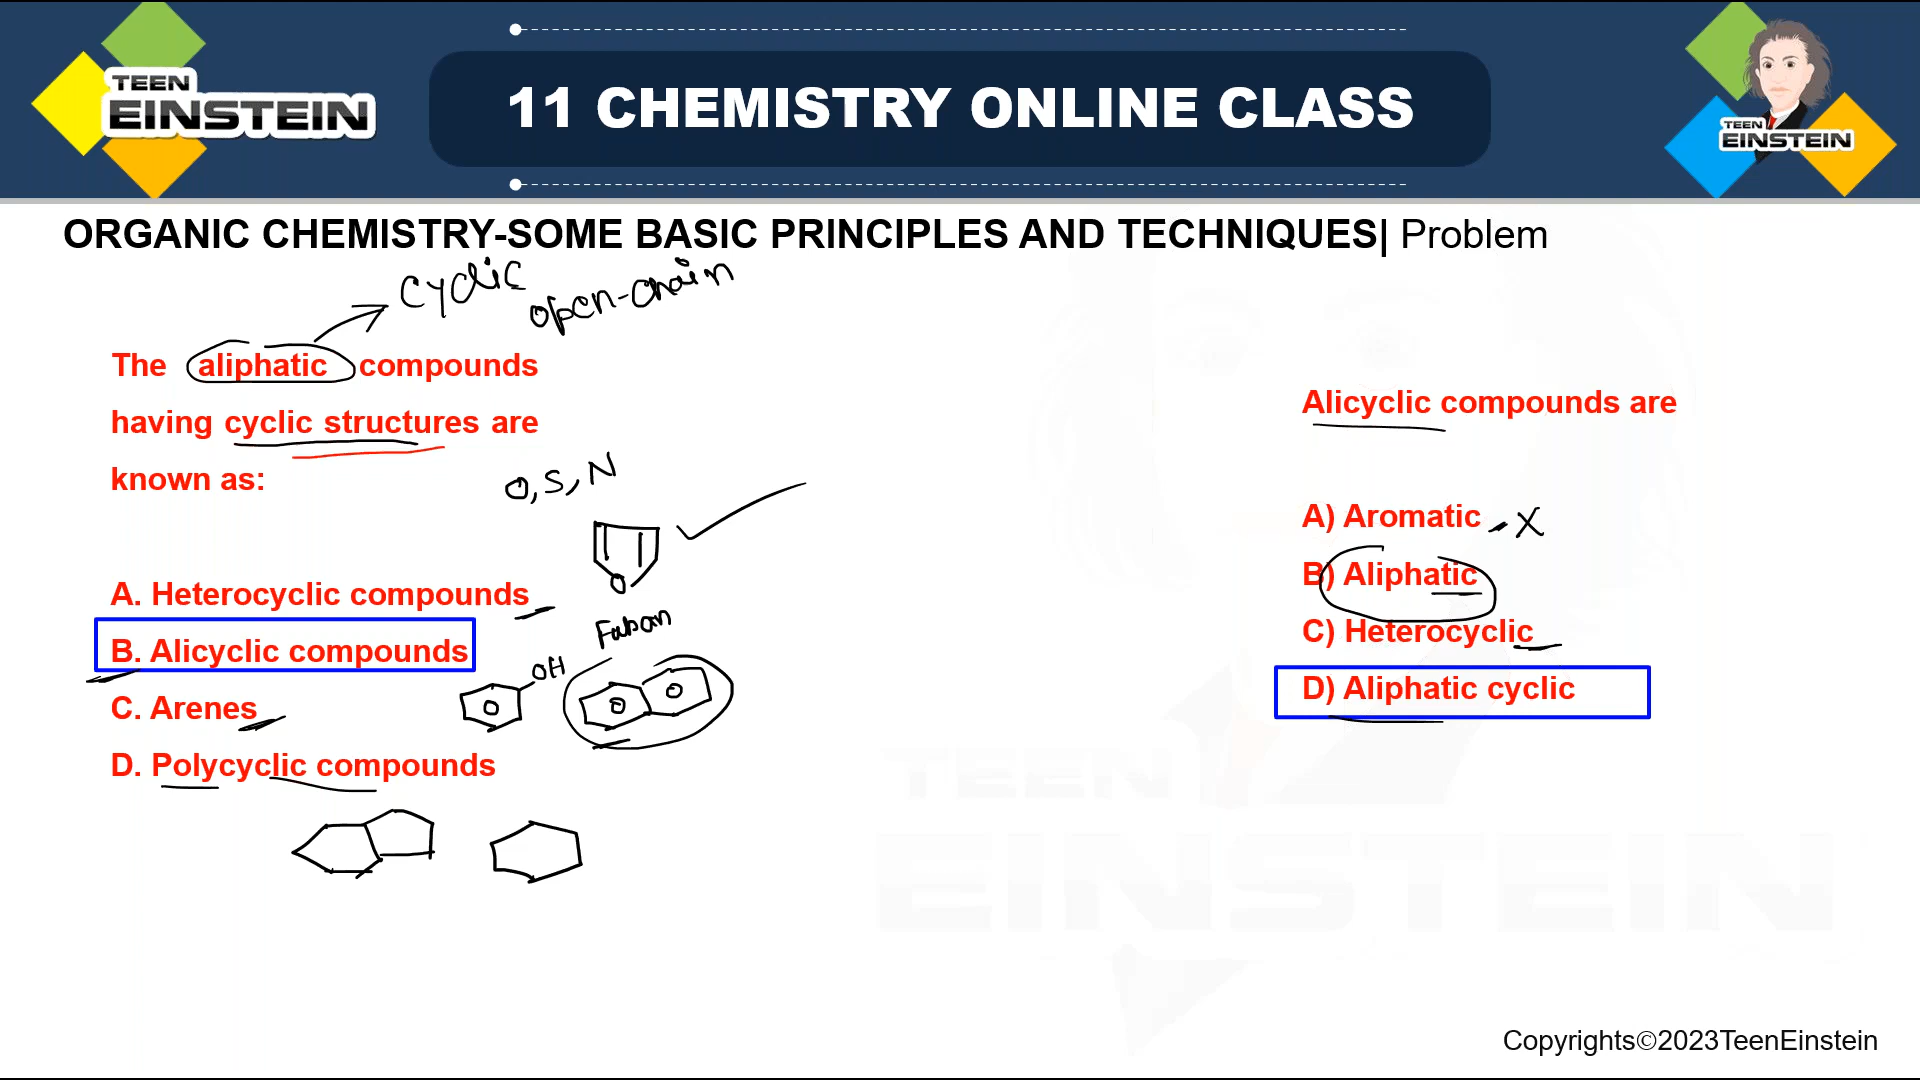 TEEN
EINSTEIN
11 CHEMISTRY ONLINE CLASS
TEEN
EINSTEIN
ORGANIC CHEMISTRY-SOME BASIC PRINCIPLES AND TECHNIQUES| Problem
cyclic
open-chain
The aliphatic compounds
having cyclic structures are
known as:
O, S, N
O
A. Heterocyclic compounds
B. Alicyclic compounds
OH
C. Arenes
D. Polycyclic compounds
Alicyclic compounds are
A) Aromatic X
B) Aliphatic
C) Heterocyclic
D) Aliphatic cyclic
TEEN
EINSTEIN
Copyrights©2023TeenEinstein